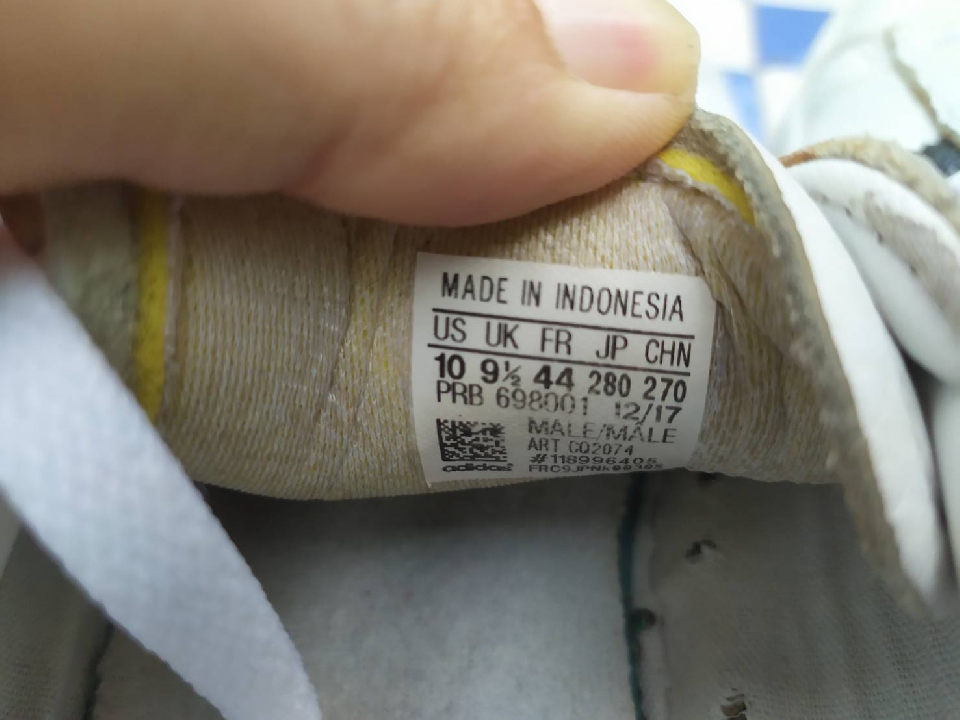 MADE IN INDONESIA
US UK FR JP CHN
10 9½ 44 280 270
PRB 698001 12/17
MALE/MALE
ART CQ2074
#118996405
adidas